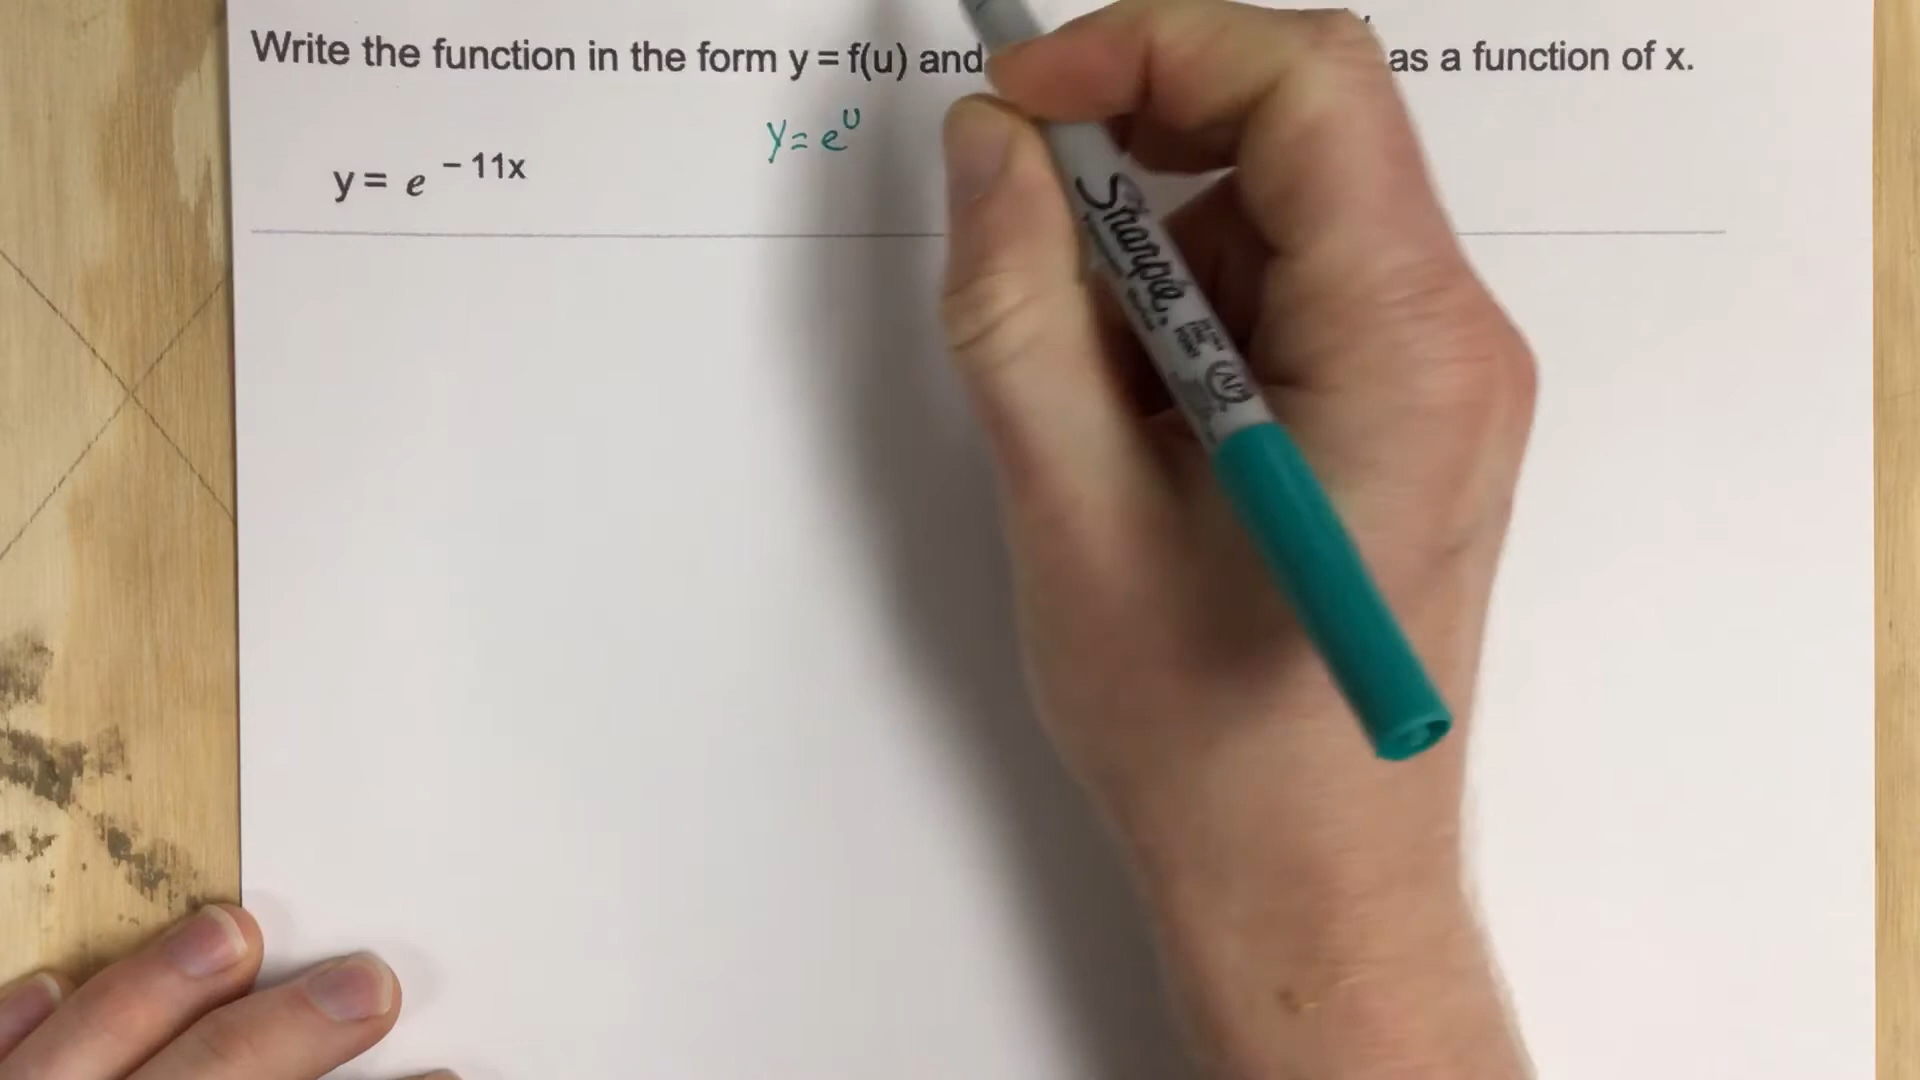 Write the function in the form y = f(u) and as a function of x.
y = e^U
y = e^{-11x}
Sharpie.